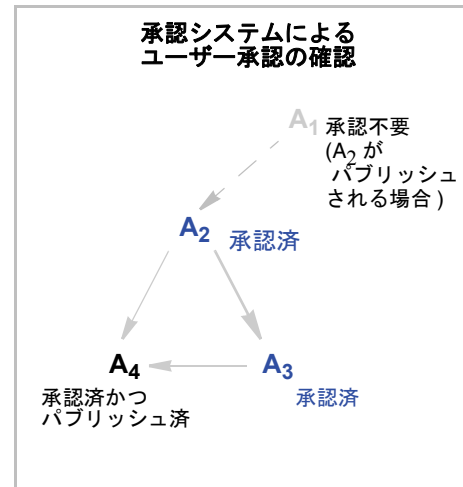 承認システムによる
ユーザー承認の確認
A1 承認不要
(A2 が
パブリッシュ
される場合 )
A2 承認済
A4
承認済かつ
パブリッシュ済
A3
承認済